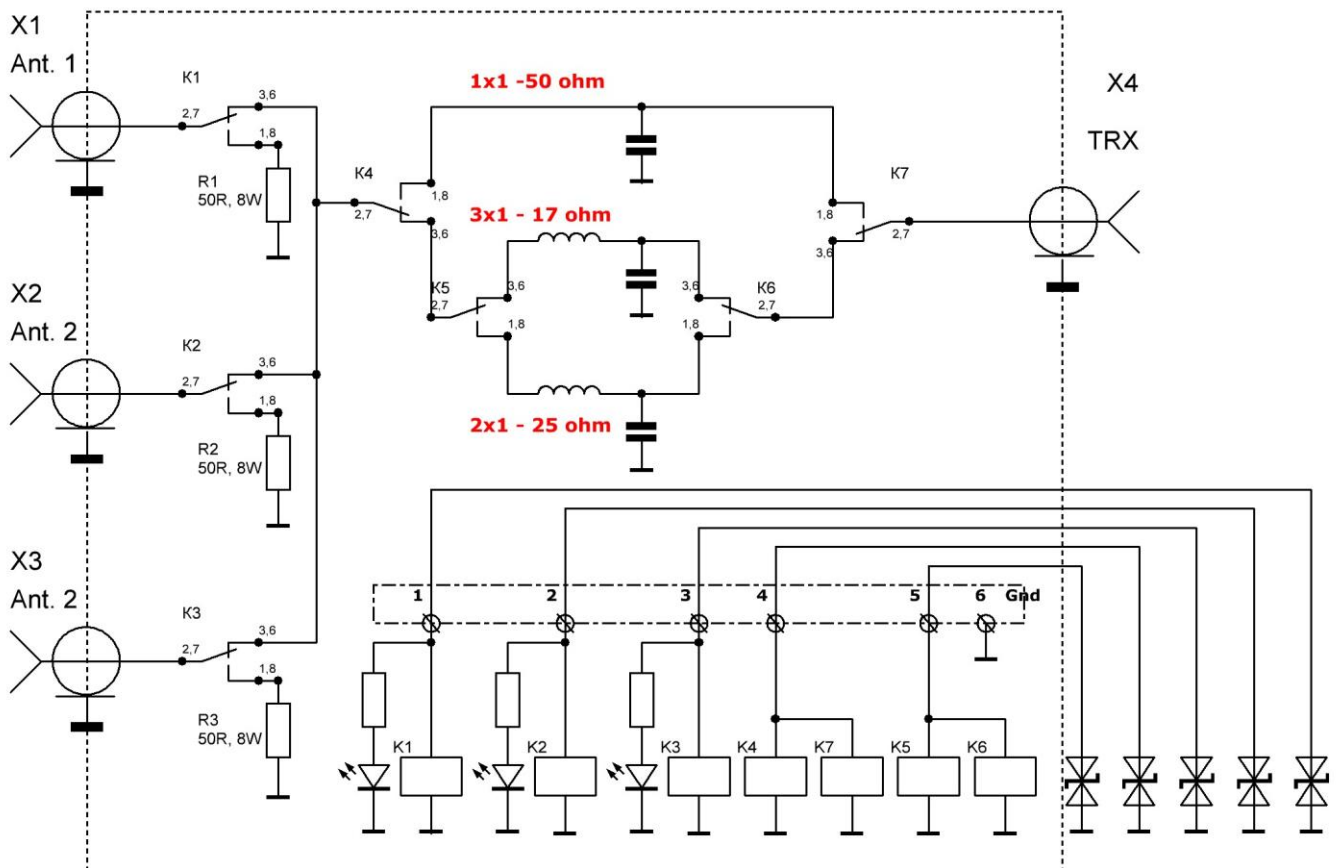 X1
Ant. 1
K1
3,6
2,7
1,8
R1
50R, 8W
1x1 -50 ohm
X4
TRX
K4
2,7
1,8
3,6
3x1 - 17 ohm
K7
1,8
2,7
3,6
K5
2,7
3,6
1,8
3,6
K6
2,7
1,8
2x1 - 25 ohm
X2
Ant. 2
K2
3,6
2,7
1,8
R2
50R, 8W
X3
Ant. 2
K3
3,6
2,7
1,8
R3
50R, 8W
1 2 3 4 5 6 Gnd
K1 K2 K3 K4 K7 K5 K6